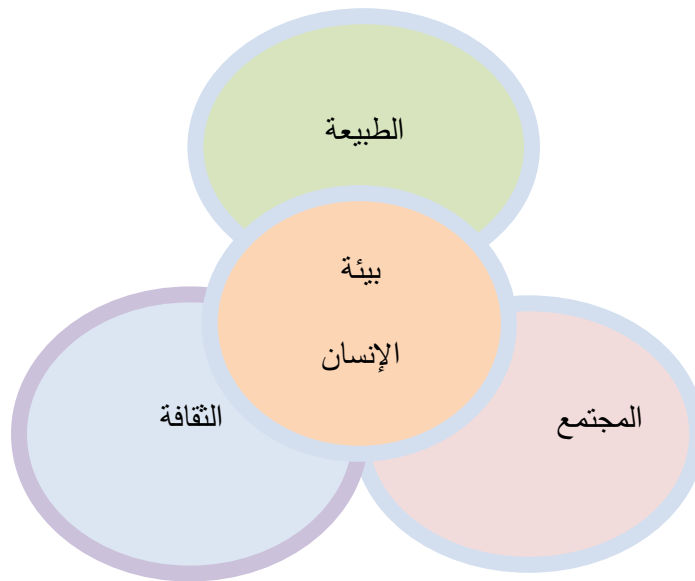 الطبيعة
بيئة
الإنسان
المجتمع
الثقافة